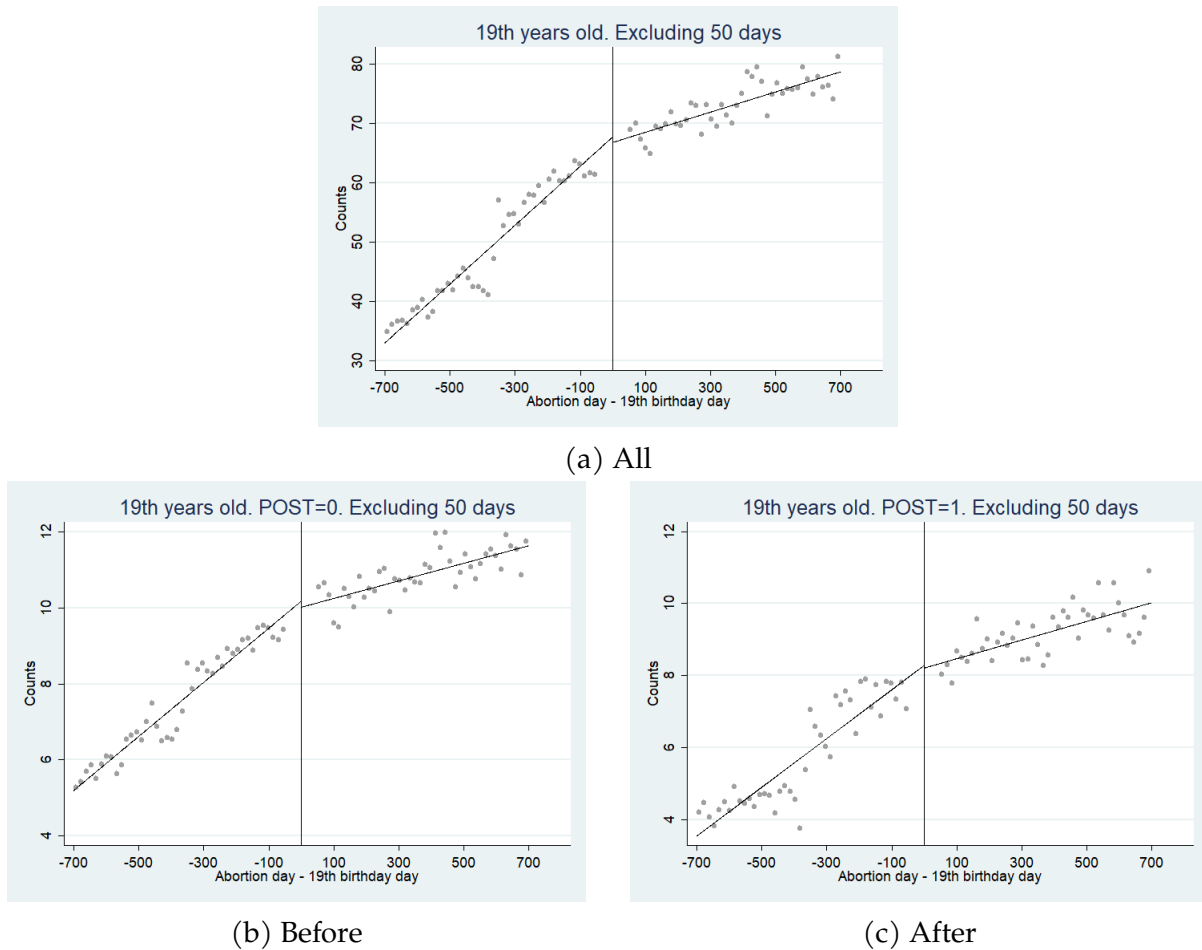 19th years old. Excluding 50 days
80
70
60
50
40
30
Counts
-700 -500 -300 -100 100 300 500 700
Abortion day - 19th birthday day
(a) All
19th years old. POST=0. Excluding 50 days
12
10
8
6
4
Counts
-700 -500 -300 -100 100 300 500 700
Abortion day - 19th birthday day
(b) Before
19th years old. POST=1. Excluding 50 days
12
10
8
6
4
Counts
-700 -500 -300 -100 100 300 500 700
Abortion day - 19th birthday day
(c) After